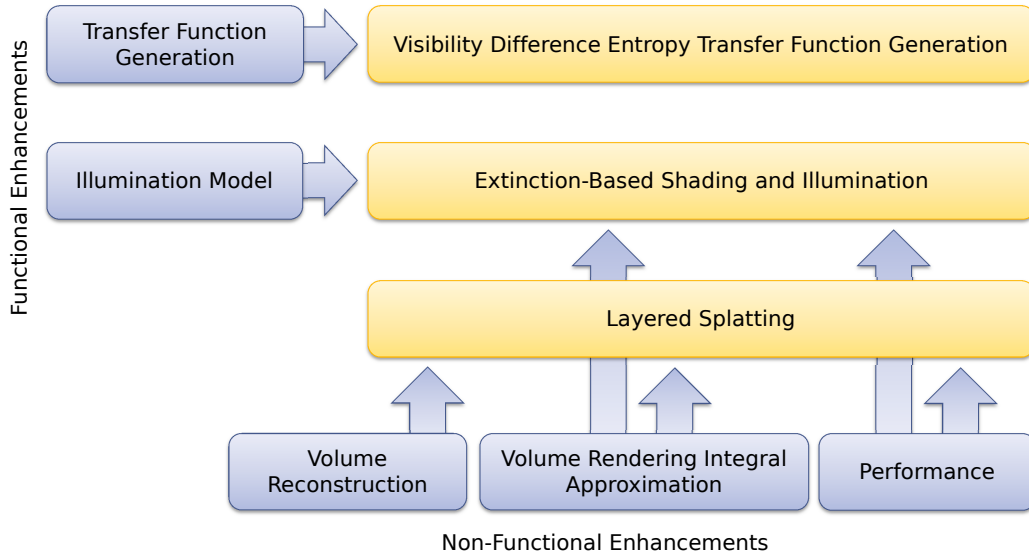 Functional Enhancements
Transfer Function
Generation
Visibility Difference Entropy Transfer Function Generation
Illumination Model
Extinction-Based Shading and Illumination
Layered Splatting
Volume
Reconstruction
Volume Rendering Integral
Approximation
Performance
Non-Functional Enhancements